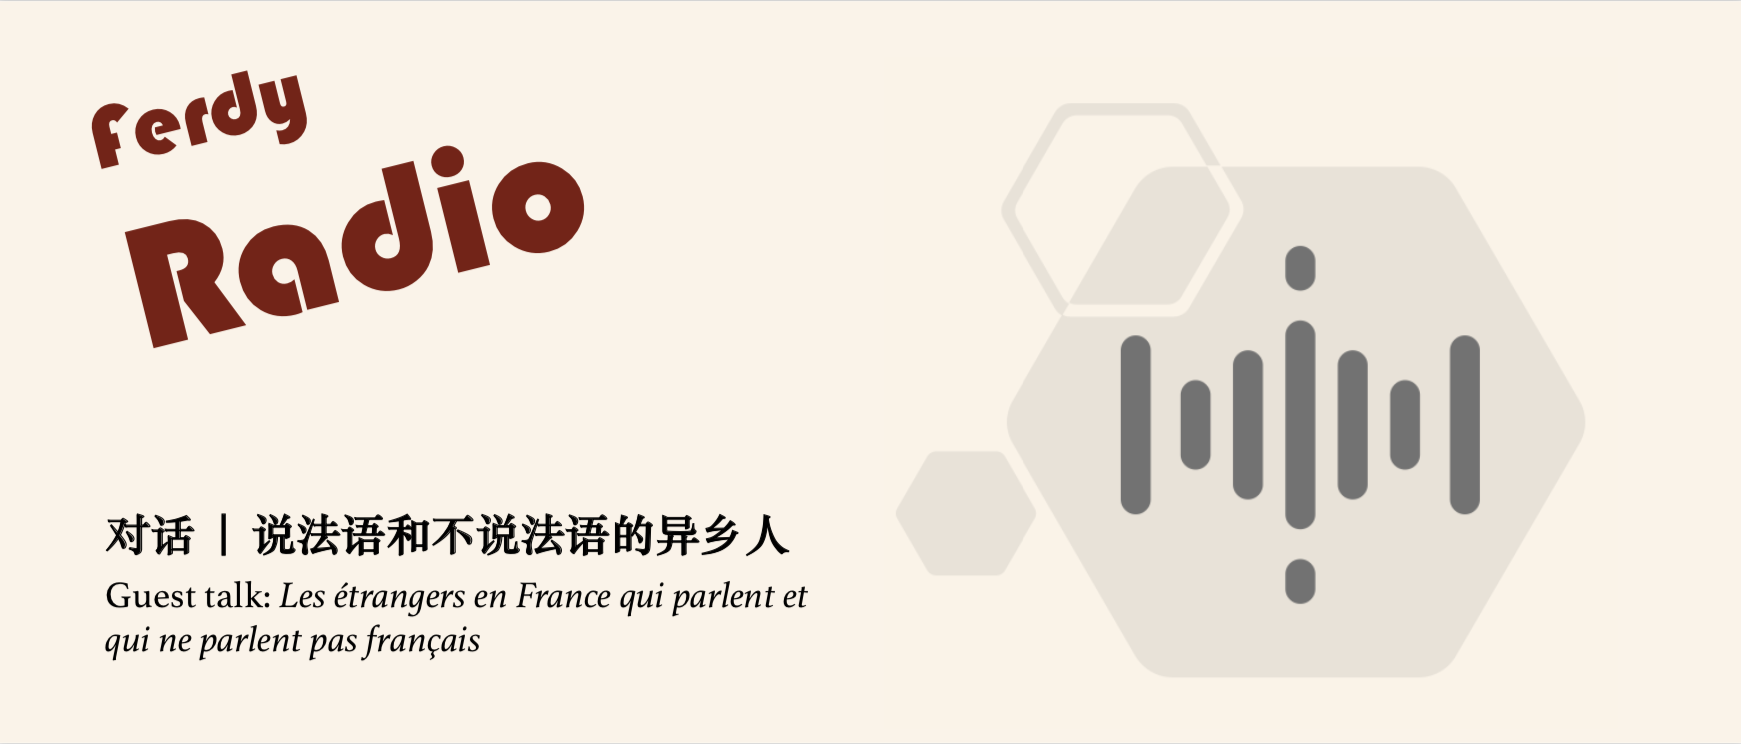 Ferdy
Radio
对话 | 说法语和不说法语的异乡人
Guest talk: Les étrangers en France qui parlent et
qui ne parlent pas français